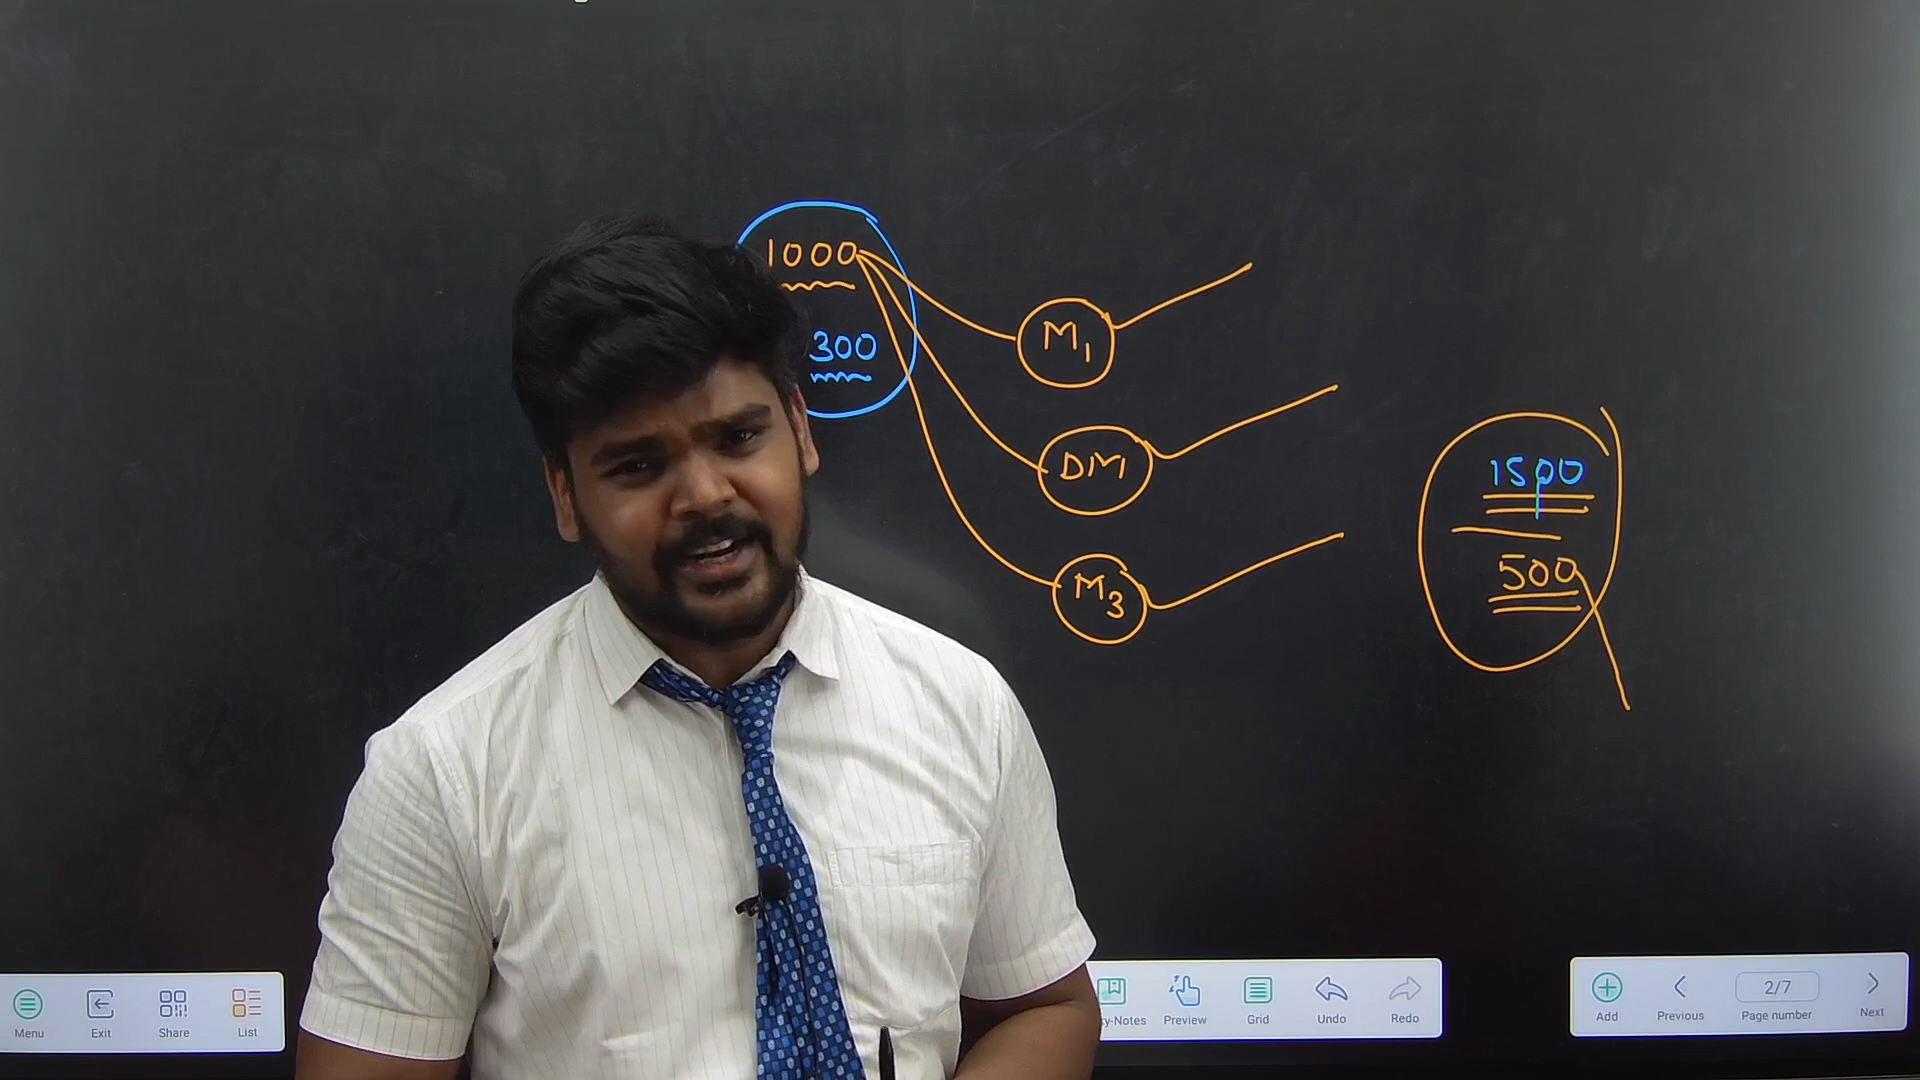 1000
300
M1
DM
M3
1500
500
Menu
Exit
Share
List
Preview
Grid
Undo
Redo
Add
Previous
2/7
Page number
Next